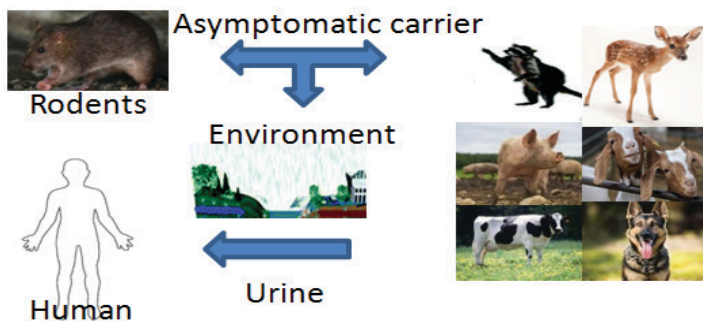 Asymptomatic carrier
Rodents
Environment
Urine
Human